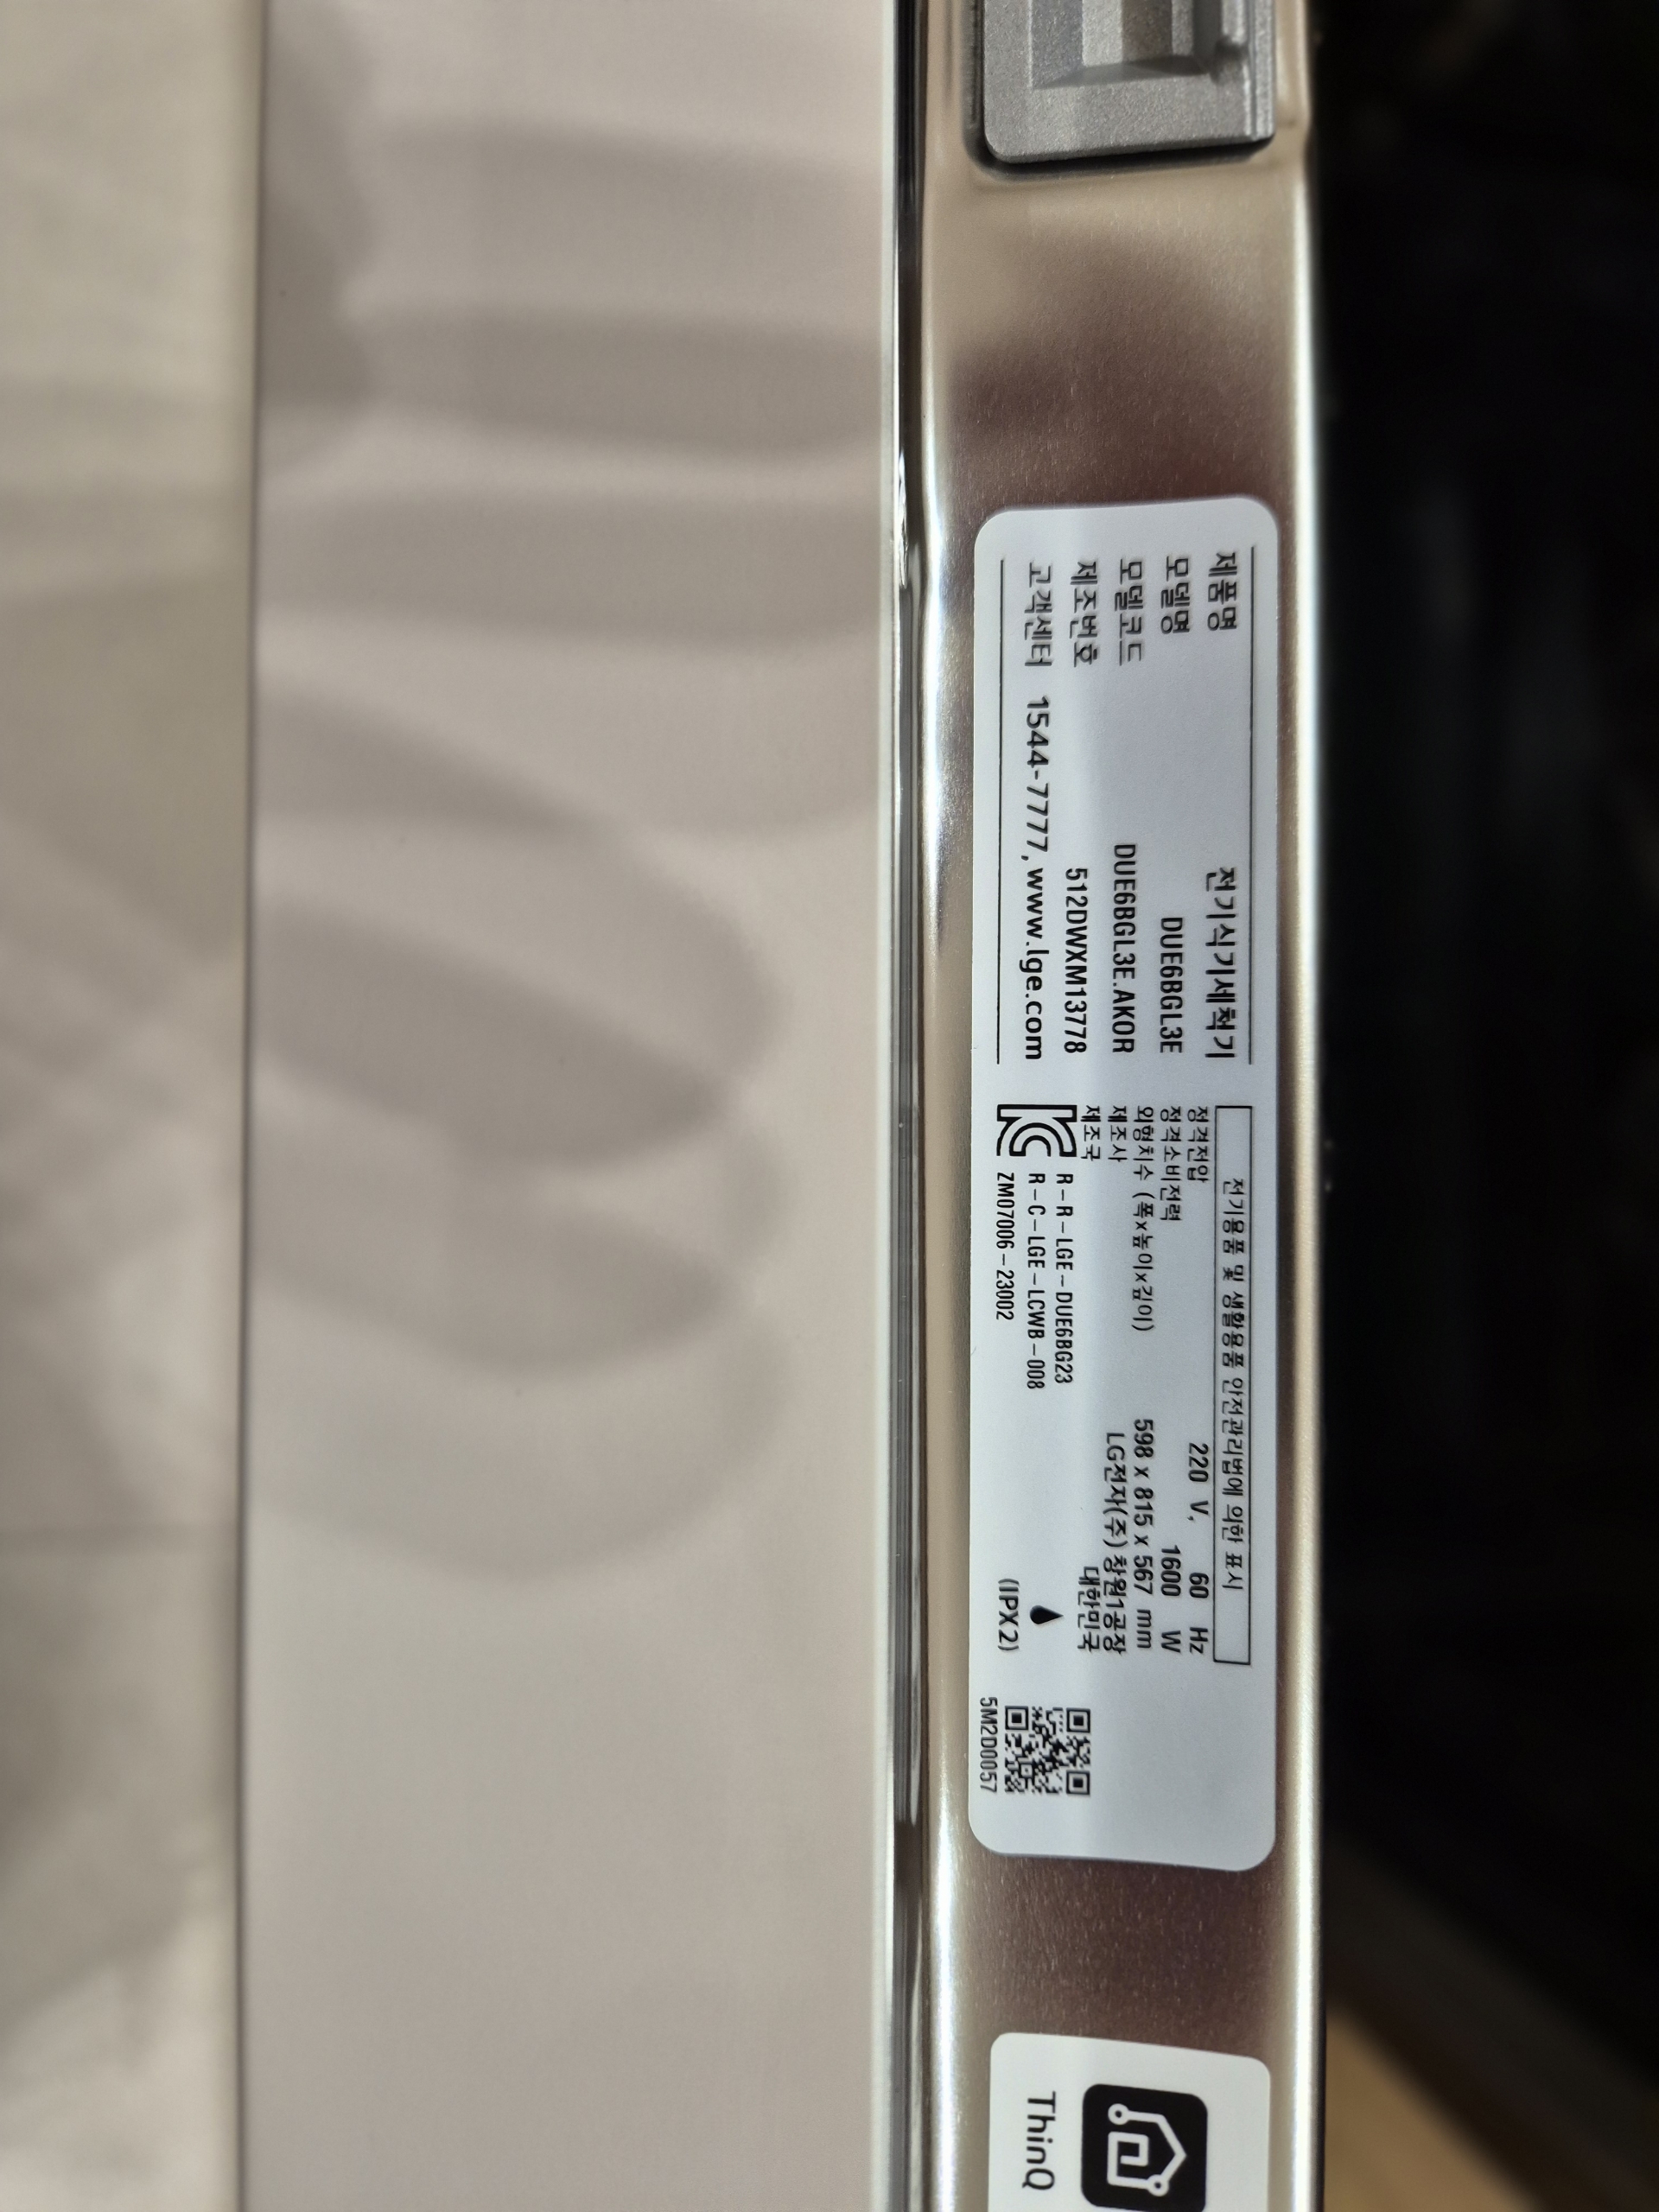 제품명 전기식기세척기
모델명 DUE6BGL3E
모델코드 DUE6BGL3E.AKOR
제조번호 512DWXM13778
고객센터 1544-7777, www.lge.com
전기용품 및 생활용품 안전관리법에 의한 표시
정격전압 220 V, 60 Hz
정격소비전력 1600 W
외형치수 (폭x높이x깊이) 598 x 815 x 567 mm
제조사 LG전자(주) 창원1공장
제조국 대한민국
R-R-LGE-DUE6BG23
R-C-LGE-LCWB-008
ZM07006-23002
(IPX2)
5M2D0057
ThinQ